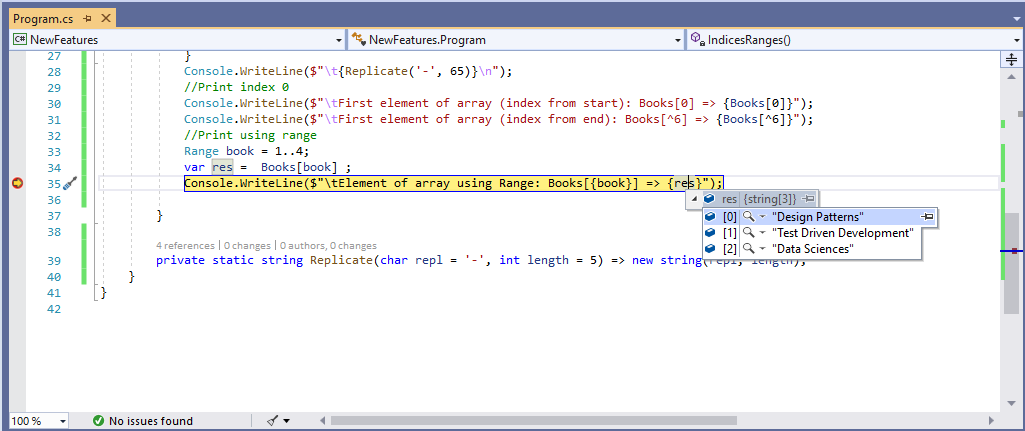 Program.cs
C# NewFeatures NewFeatures.Program IndicesRanges()
27 }
28 Console.WriteLine($"\t{Replicate('-', 65)}\n");
29 //Print index 0
30 Console.WriteLine($"\tFirst element of array (index from start): Books[0] => {Books[0]}");
31 Console.WriteLine($"\tFirst element of array (index from end): Books[^6] => {Books[^6]}");
32 //Print using range
33 Range book = 1..4;
34 var res =  Books[book] ;
35 Console.WriteLine($"\tElement of array using Range: Books[{book}] => {res}");
36 res {string[3]}
37 } [0] "Design Patterns"
[1] "Test Driven Development"
38 [2] "Data Sciences"
4 references | 0 changes | 0 authors, 0 changes
39 private static string Replicate(char repl = '-', int length = 5) => new string(repl, length);
40 }
41 }
42
100 % No issues found